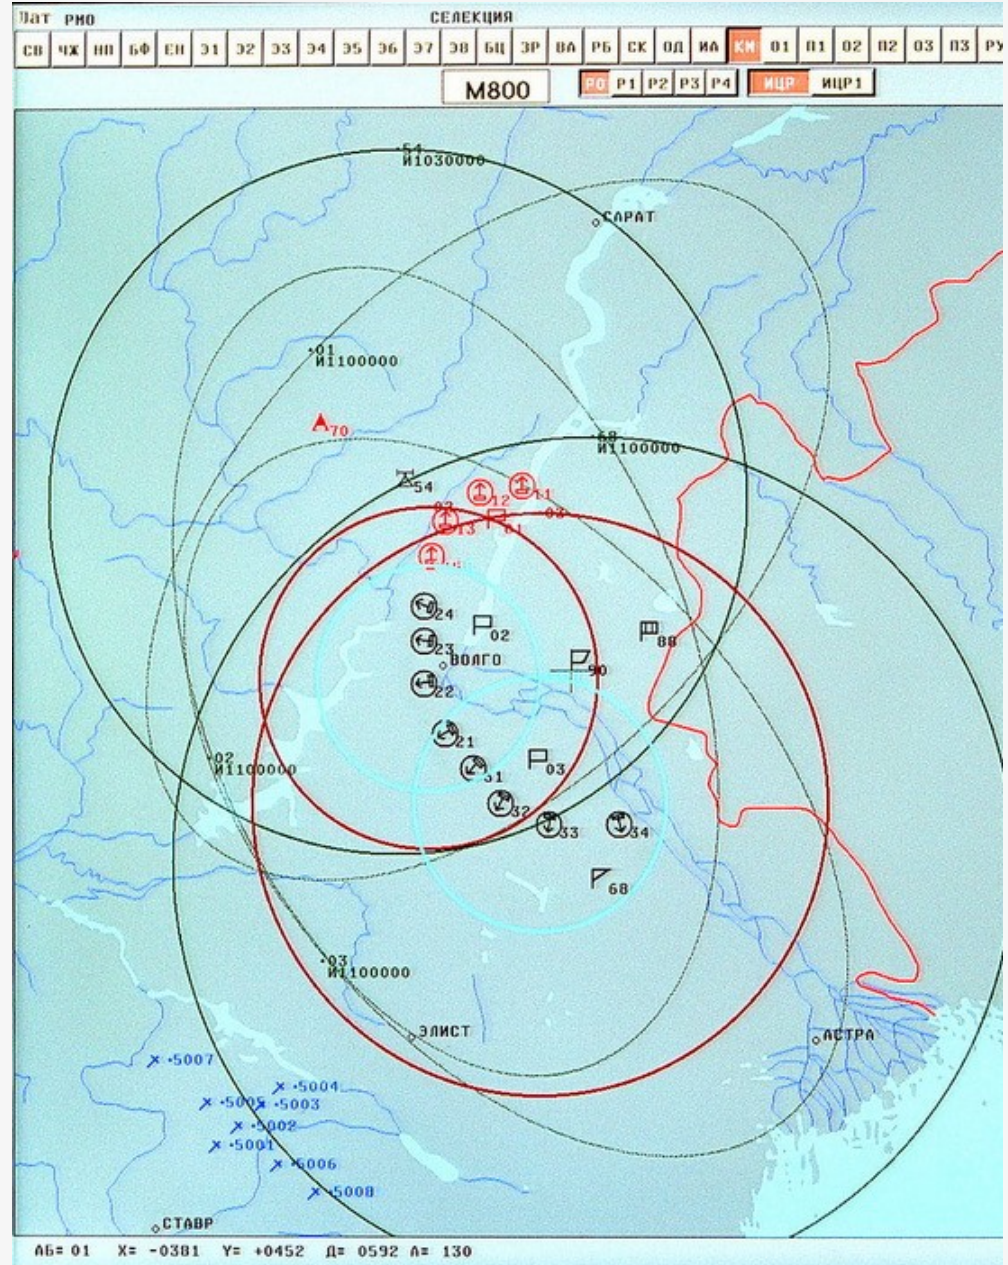 РМО СЕЛЕКЦИЯ
СВ ЧЖ НП БФ ЕН Э1 Э2 Э3 Э4 Э5 Э6 Э7 Э8 БЦ ЗР ВА РБ СК ОД ИА КМ О1 П1 О2 П2 О3 П3 РУ
М800 Р0 Р1 Р2 Р3 Р4 ИЦР ИЦР1
54
И1030000
САРАТ
01
И1100000
70
68
И1100000
54
12
11
03
03
13
01
24
02
23
88
ВОЛГО
90
22
21
02
И1100000
03
31
32
33
34
68
03
И1100000
ЭЛИСТ
АСТРА
5007
5004
5005
5003
5002
5001
5006
5008
СТАВР
АБ= 01 Х= -0381 Y= +0452 Д= 0592 А= 130